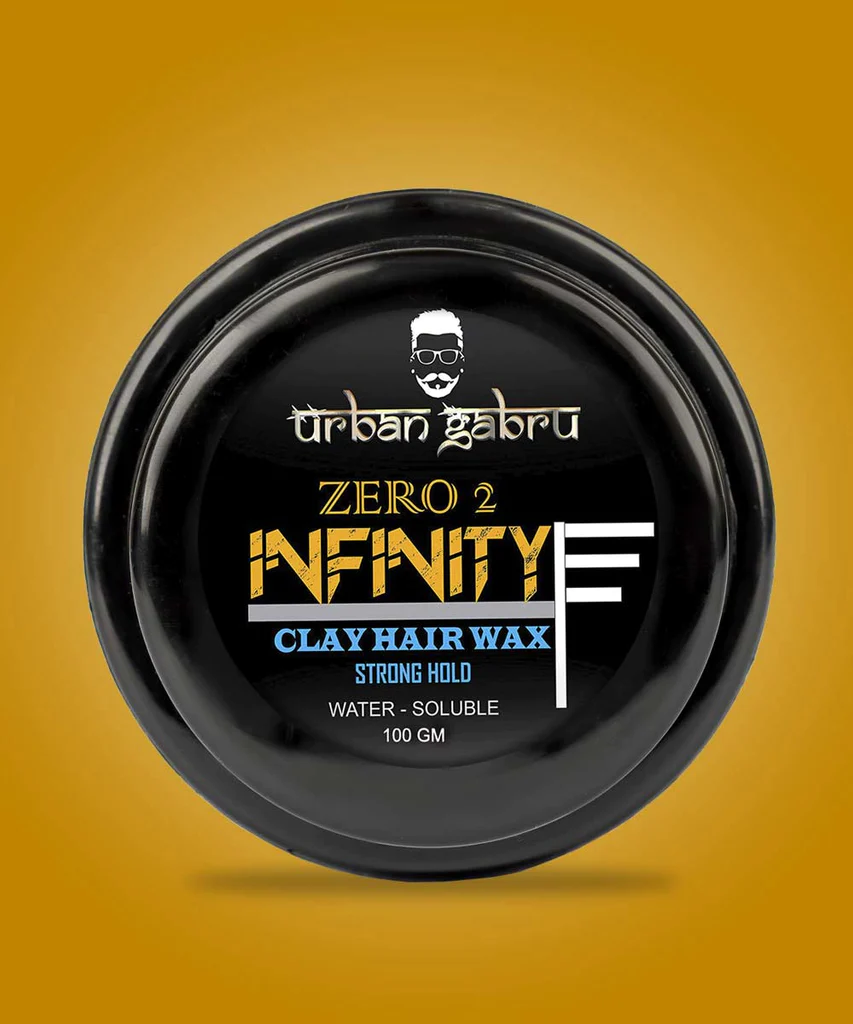 urban gabru
ZERO 2
INFINITY
CLAY HAIR WAX
STRONG HOLD
WATER - SOLUBLE
100 GM